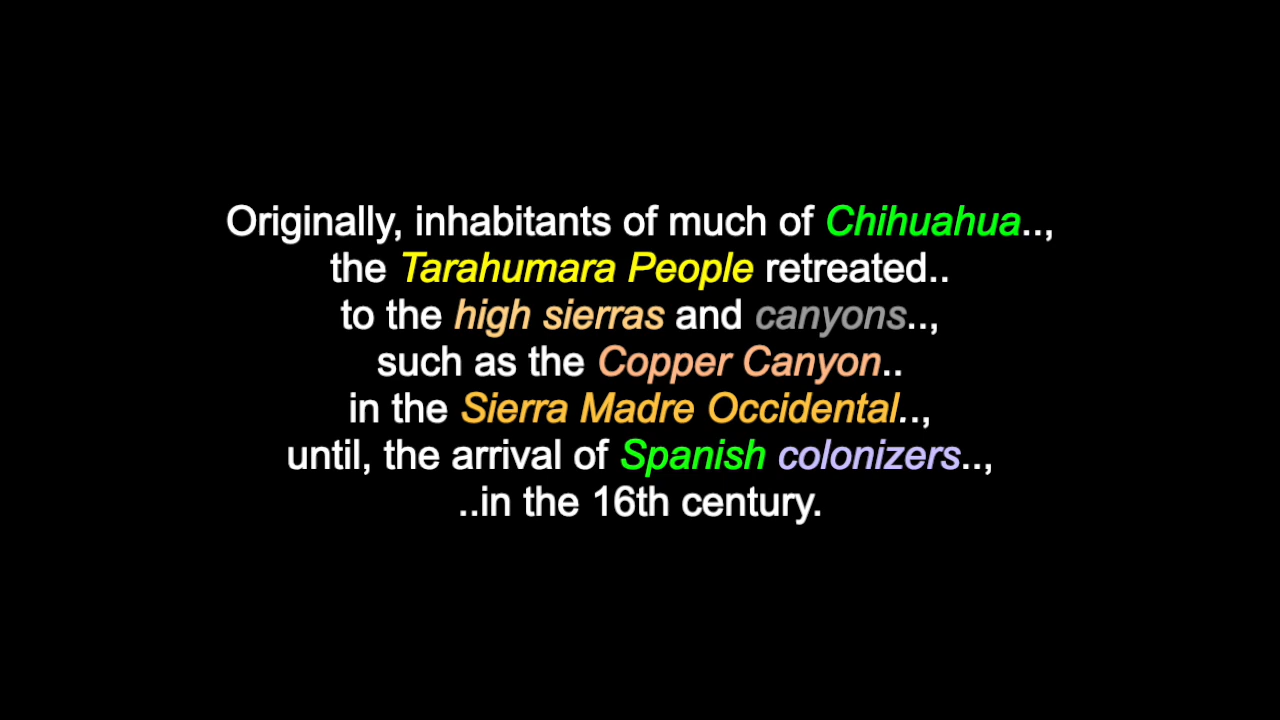 Originally, inhabitants of much of Chihuahua..,
the Tarahumara People retreated..
to the high sierras and canyons..,
such as the Copper Canyon..
in the Sierra Madre Occidental..,
until, the arrival of Spanish colonizers..,
..in the 16th century.